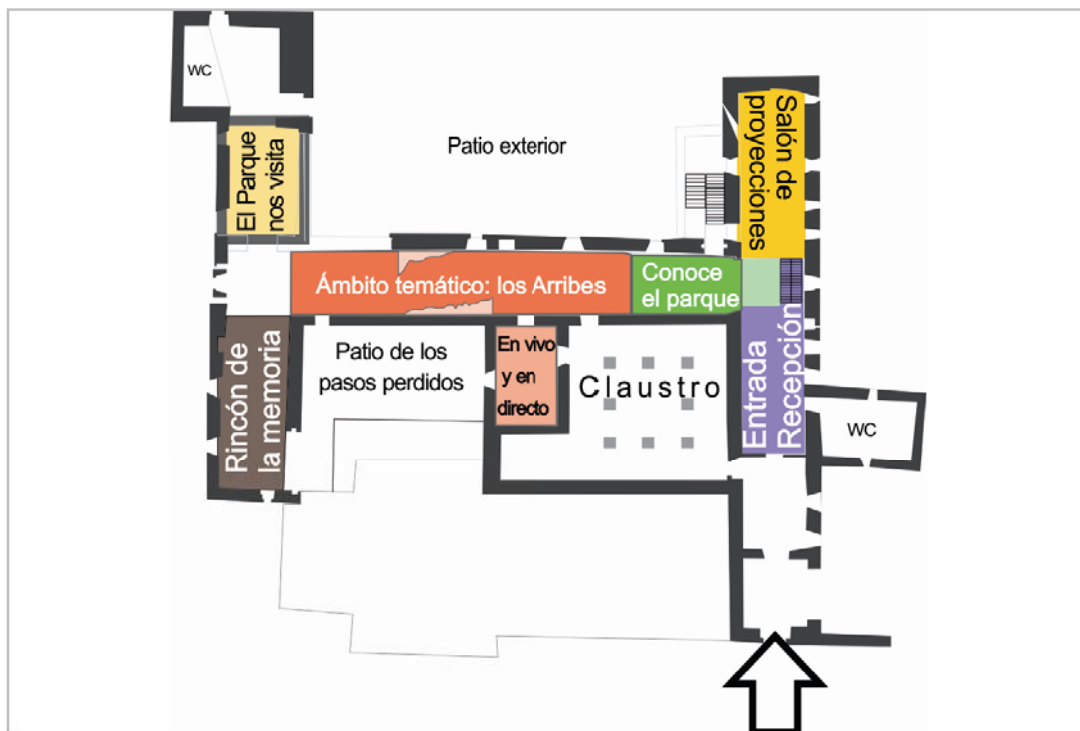 WC
El Parque
nos visita
Patio exterior
Salón de
proyecciones
Ámbito temático: los Arribes
Conoce
el parque
Rincón de
la memoria
Patio de los
pasos perdidos
En vivo
y en
directo
Claustro
Entrada
Recepción
WC